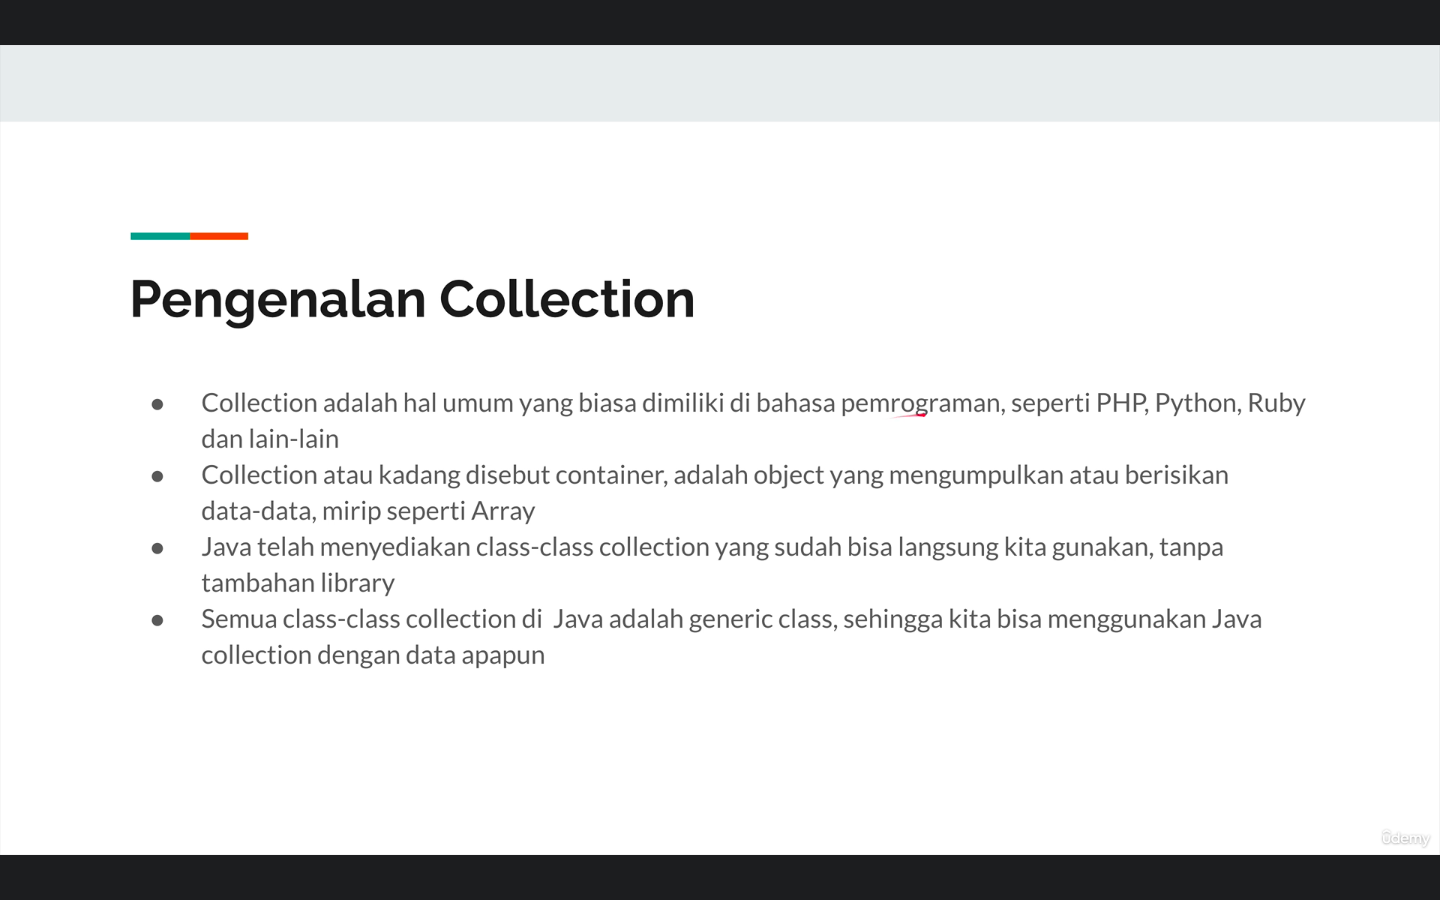 Pengenalan Collection
● Collection adalah hal umum yang biasa dimiliki di bahasa pemrograman, seperti PHP, Python, Ruby
dan lain-lain
● Collection atau kadang disebut container, adalah object yang mengumpulkan atau berisikan
data-data, mirip seperti Array
● Java telah menyediakan class-class collection yang sudah bisa langsung kita gunakan, tanpa
tambahan library
● Semua class-class collection di  Java adalah generic class, sehingga kita bisa menggunakan Java
collection dengan data apapun
ûdemy